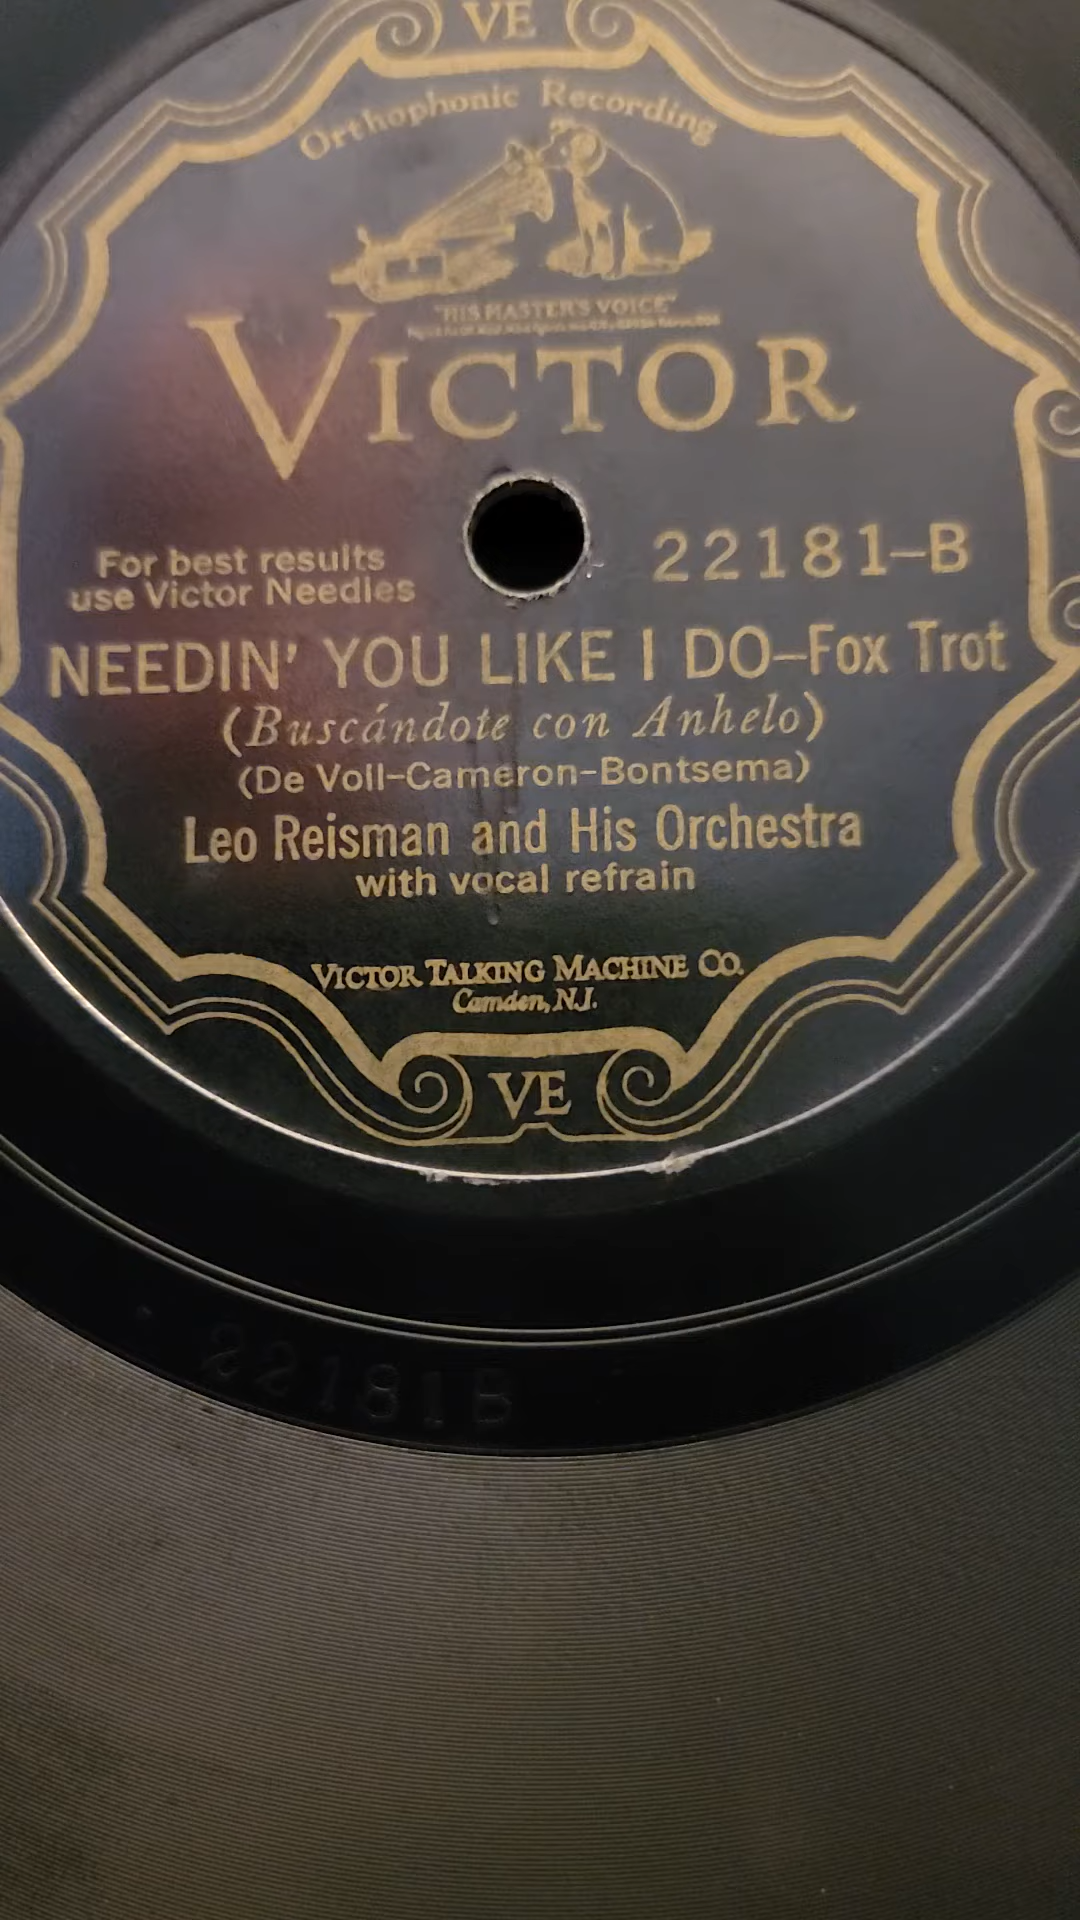 VE
Orthophonic Recording
"HIS MASTER'S VOICE"
VICTOR
For best results
use Victor Needles
22181-B
NEEDIN' YOU LIKE I DO-Fox Trot
(Buscándote con Anhelo)
(De Voll-Cameron-Bontsema)
Leo Reisman and His Orchestra
with vocal refrain
VICTOR TALKING MACHINE CO.
Camden, N.J.
VE
22181B